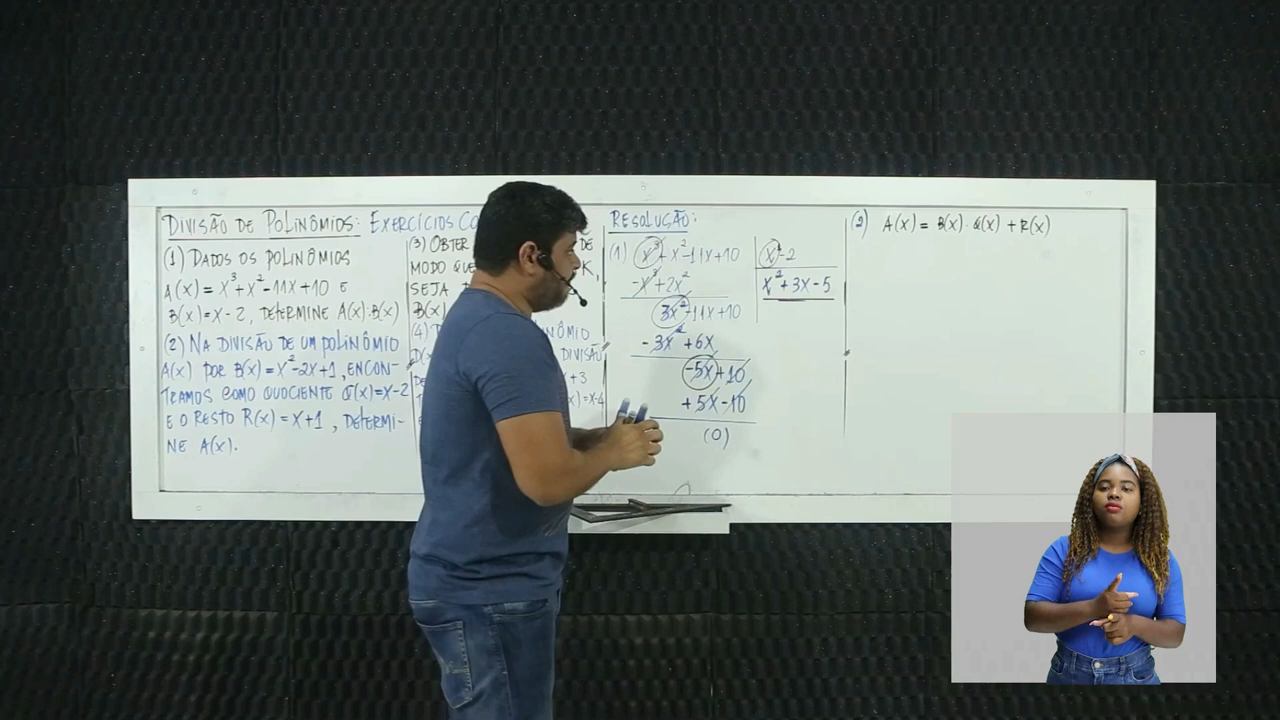 DIVISÃO DE POLINÔMIOS: EXERCÍCIOS
(1) DADOS OS POLINÔMIOS
A(x) = x³+x²-11x+10 E
B(x)=x-2, DETERMINE A(x):B(x)
(2) NA DIVISÃO DE UM POLINÔMIO
A(x) POR B(x)=x²-2x+1, ENCON-
TRAMOS COMO QUOCIENTE Q(x)=x-2
E O RESTO R(x)=x+1, DETERMI-
NE A(x).
3) OBTER DE
MODO QUE K,
SEJA
B(x)
(4)
DIVISÃO
x+3
(x)=x-4
RESOLUÇÃO:
(1) x³+x²-11x+10 x-2
-x³+2x² x²+3x-5
3x²-11x+10
-3x²+6x
-5x+10
+5x-10
(0)
(2) A(x) = B(x)·Q(x)+R(x)